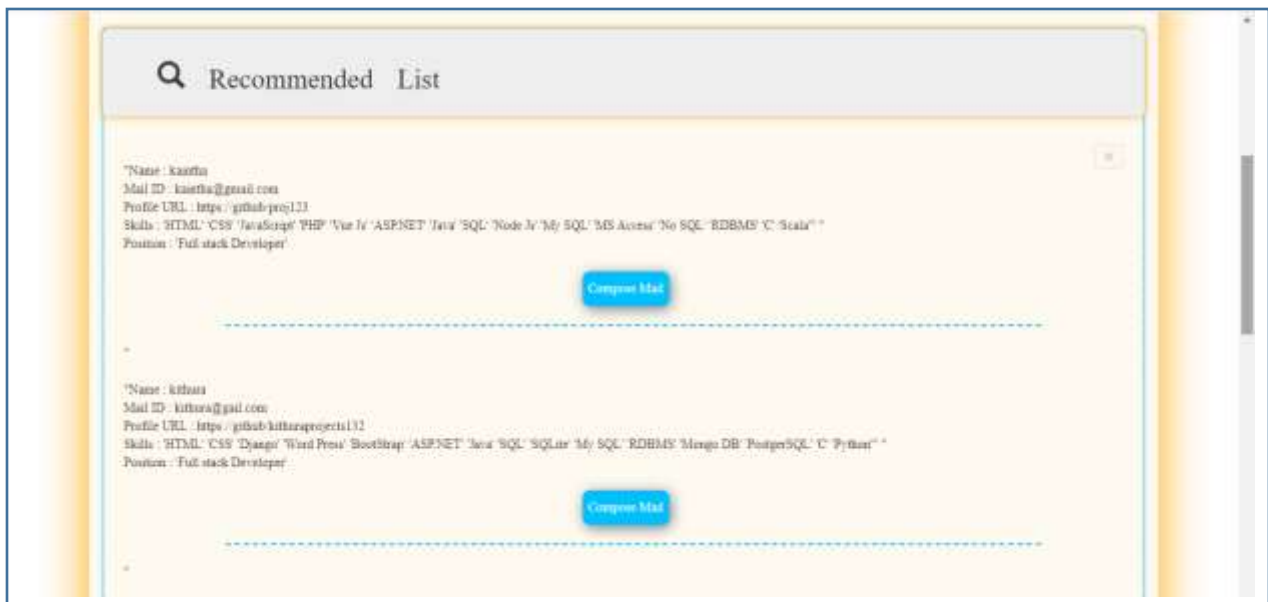 Recommended List
"Name : kasitha
Mail ID : kasitha@gmail.com
Profile URL : https://github/proj123
Skills : 'HTML' 'CSS' 'JavaScript' 'PHP' 'Vue Js' 'ASP.NET' 'Java' 'SQL' 'Node Js' 'My SQL' 'MS Access' 'No SQL' 'RDBMS' 'C' 'Scala'" "
Position : 'Full stack Developer'
Compose Mail
"
"Name : kithura
Mail ID : kithura@gail.com
Profile URL : https://github/kithuraprojects132
Skills : 'HTML' 'CSS' 'Django' 'Word Press' 'BootStrap' 'ASP.NET' 'Java' 'SQL' 'SQLite' 'My SQL' 'RDBMS' 'Mongo DB' 'PostgerSQL' 'C' 'Python'" "
Position : 'Full stack Developer'
Compose Mail
"